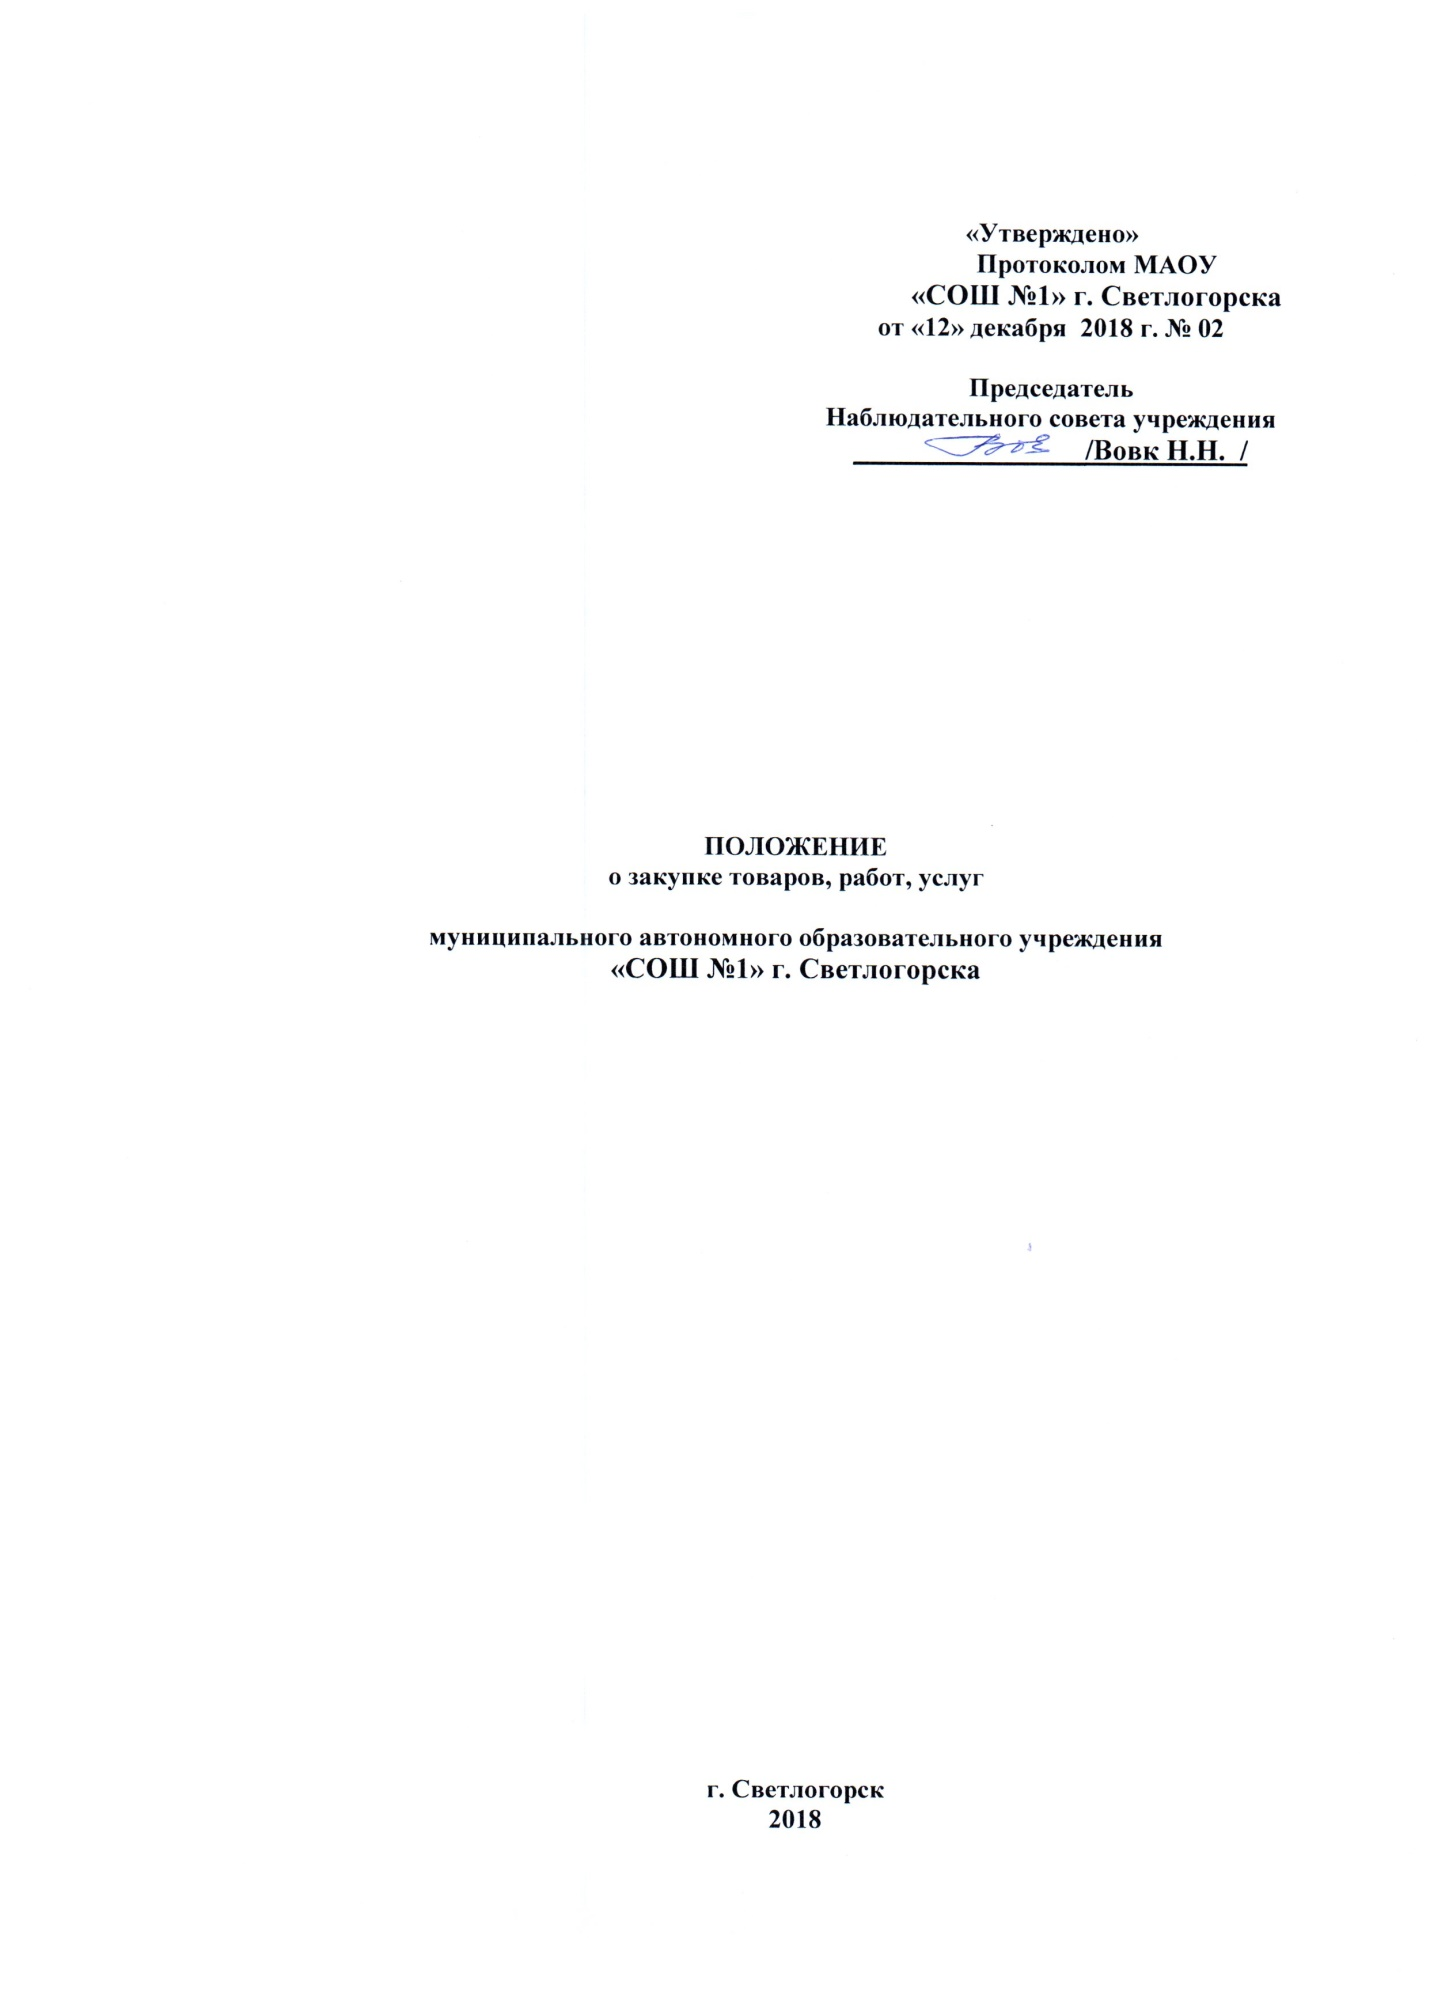 «Утверждено»
Протоколом МАОУ
«СОШ №1» г. Светлогорска
от «12» декабря 2018 г. № 02
Председатель
Наблюдательного совета учреждения
/Вовк Н.Н. /
ПОЛОЖЕНИЕ
о закупке товаров, работ, услуг
муниципального автономного образовательного учреждения
«СОШ №1» г. Светлогорска
г. Светлогорск
2018